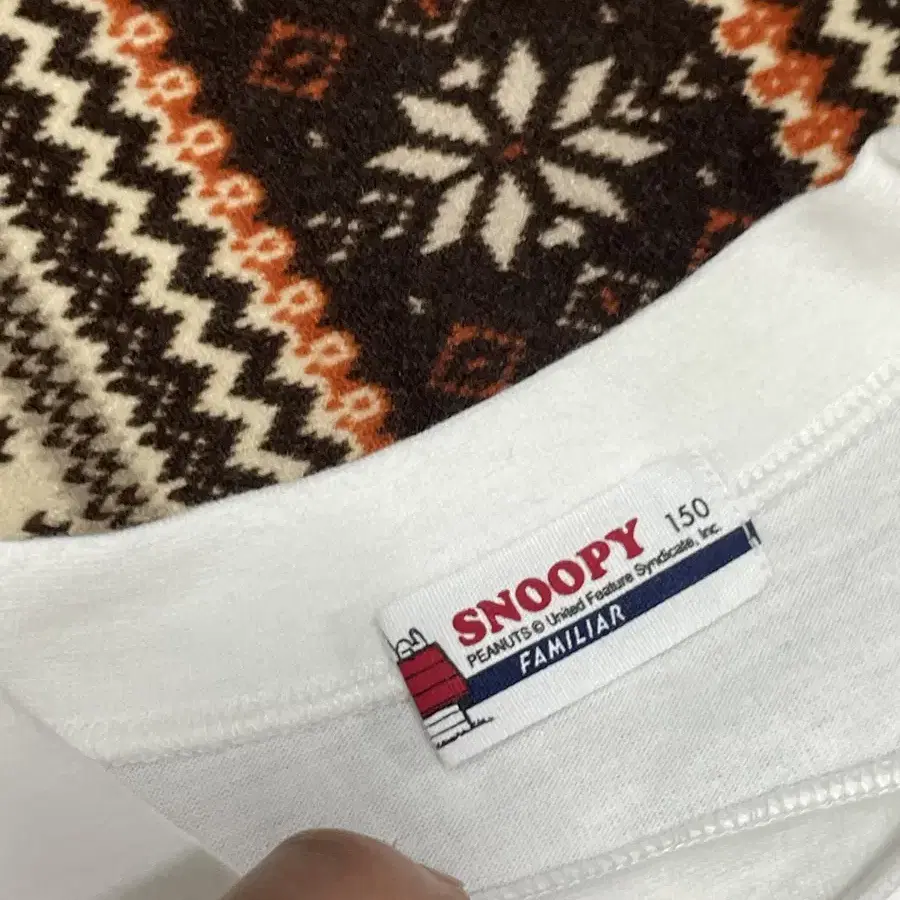 SNOOPY 150
PEANUTS © United Feature Syndicate, Inc.
FAMILIAR